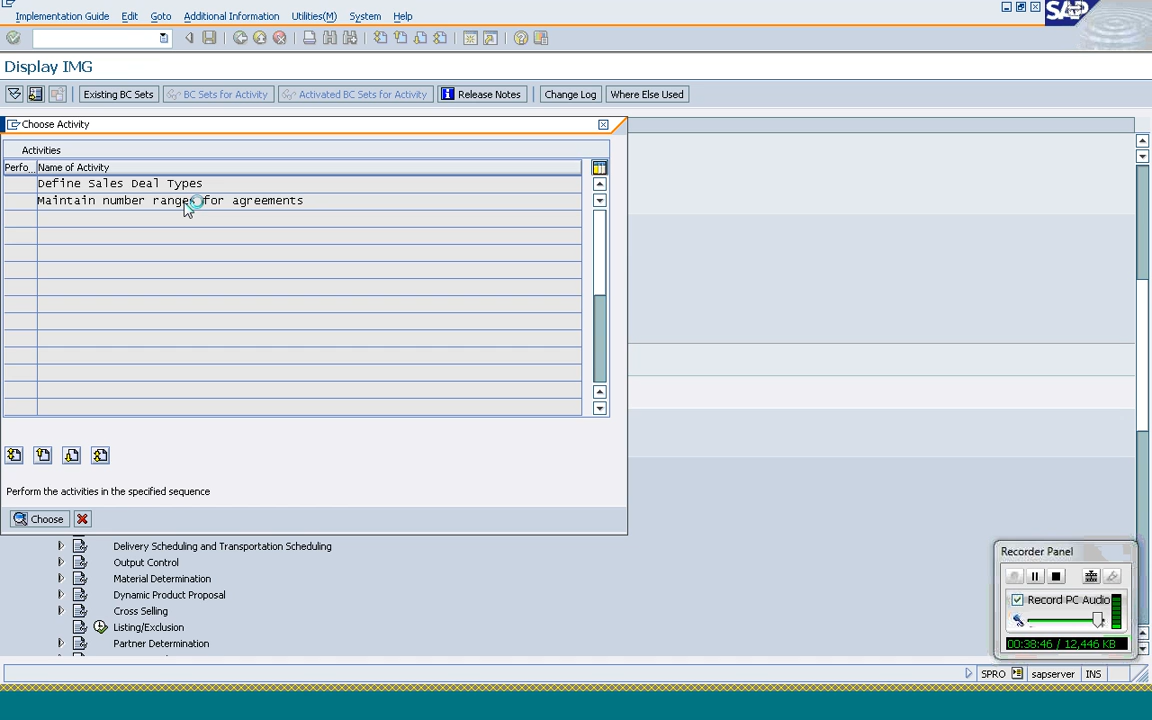 Implementation Guide Edit Goto Additional Information Utilities(M) System Help
SAP
Display IMG
Existing BC Sets BC Sets for Activity Activated BC Sets for Activity Release Notes Change Log Where Else Used
Choose Activity
Activities
Perfo... Name of Activity
Define Sales Deal Types
Maintain number ranges for agreements
Perform the activities in the specified sequence
Choose
Delivery Scheduling and Transportation Scheduling
Output Control
Material Determination
Dynamic Product Proposal
Cross Selling
Listing/Exclusion
Partner Determination
Recorder Panel
Record PC Audio
00:38:46 / 12,446 KB
SPRO sapserver INS